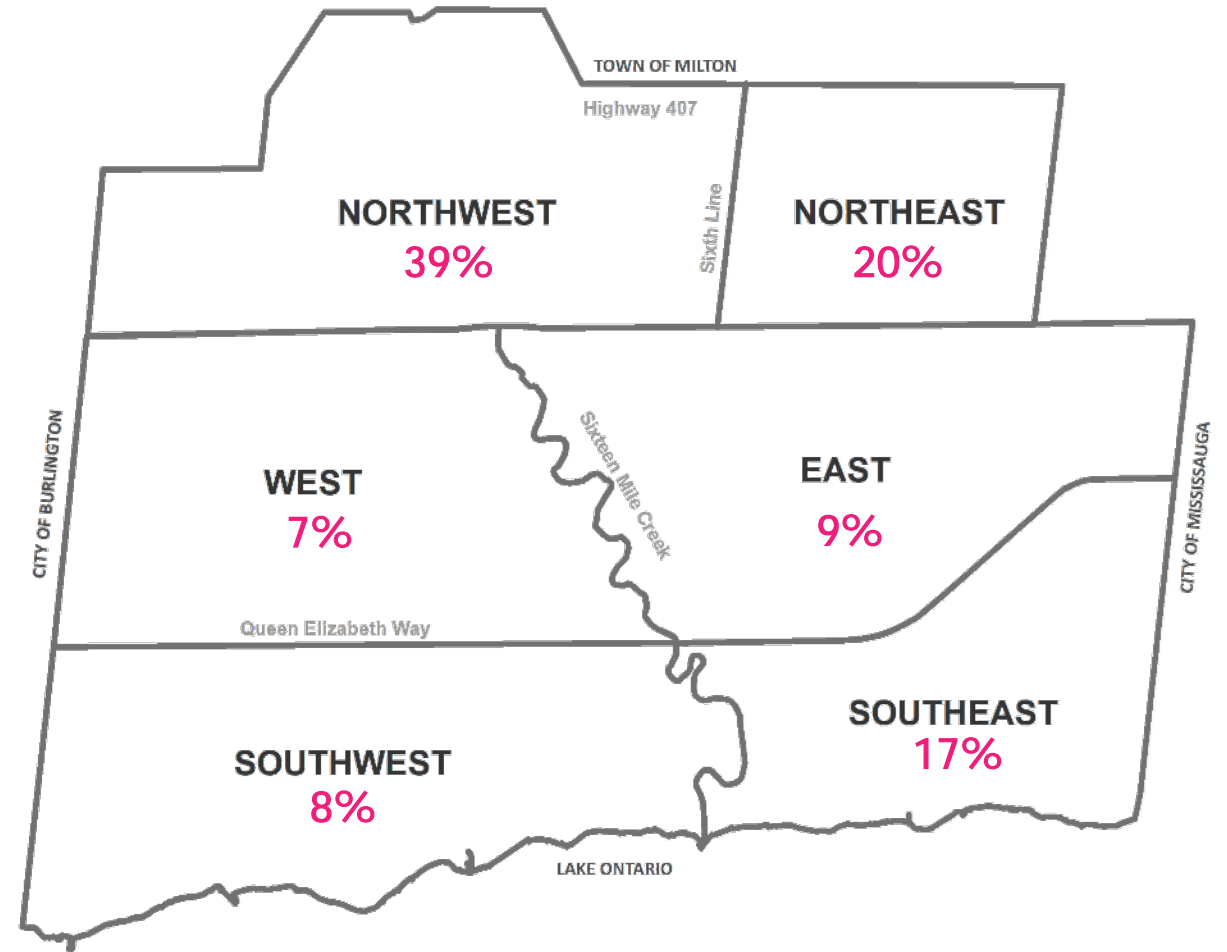 TOWN OF MILTON
Highway 407
NORTHWEST
39%
Sixth Line
NORTHEAST
20%
CITY OF BURLINGTON
WEST
7%
Sixteen Mile Creek
EAST
9%
CITY OF MISSISSAUGA
Queen Elizabeth Way
SOUTHWEST
8%
SOUTHEAST
17%
LAKE ONTARIO